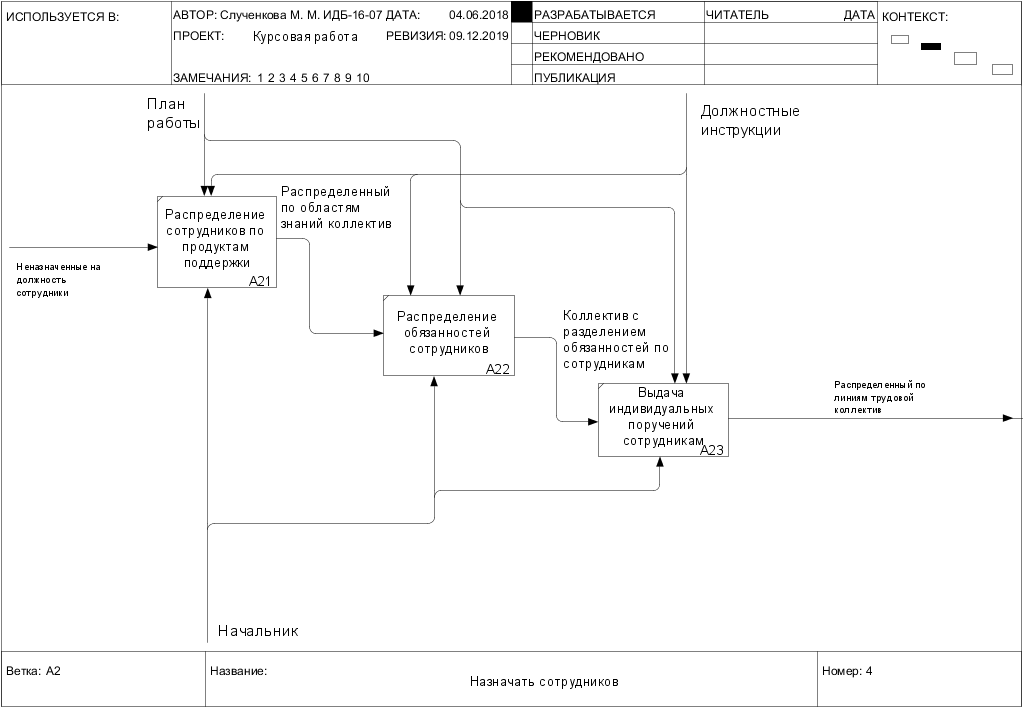 ИСПОЛЬЗУЕТСЯ В:
АВТОР: Слученкова М. М. ИДБ-16-07 ДАТА: 04.06.2018
ПРОЕКТ: Курсовая работа РЕВИЗИЯ: 09.12.2019
ЗАМЕЧАНИЯ: 1 2 3 4 5 6 7 8 9 10
РАЗРАБАТЫВАЕТСЯ
ЧЕРНОВИК
РЕКОМЕНДОВАНО
ПУБЛИКАЦИЯ
ЧИТАТЕЛЬ ДАТА
КОНТЕКСТ:
План
работы
Должностные
инструкции
Распределение
сотрудников по
продуктам
поддержки
A21
Распределенный
по областям
знаний коллектив
Неназначенные на
должность
сотрудники
Распределение
обязанностей
сотрудников
A22
Коллектив с
разделением
обязанностей по
сотрудникам
Выдача
индивидуальных
поручений
сотрудникам
A23
Распределенный по
линиям трудовой
коллектив
Начальник
Ветка: A2
Название:
Назначать сотрудников
Номер: 4